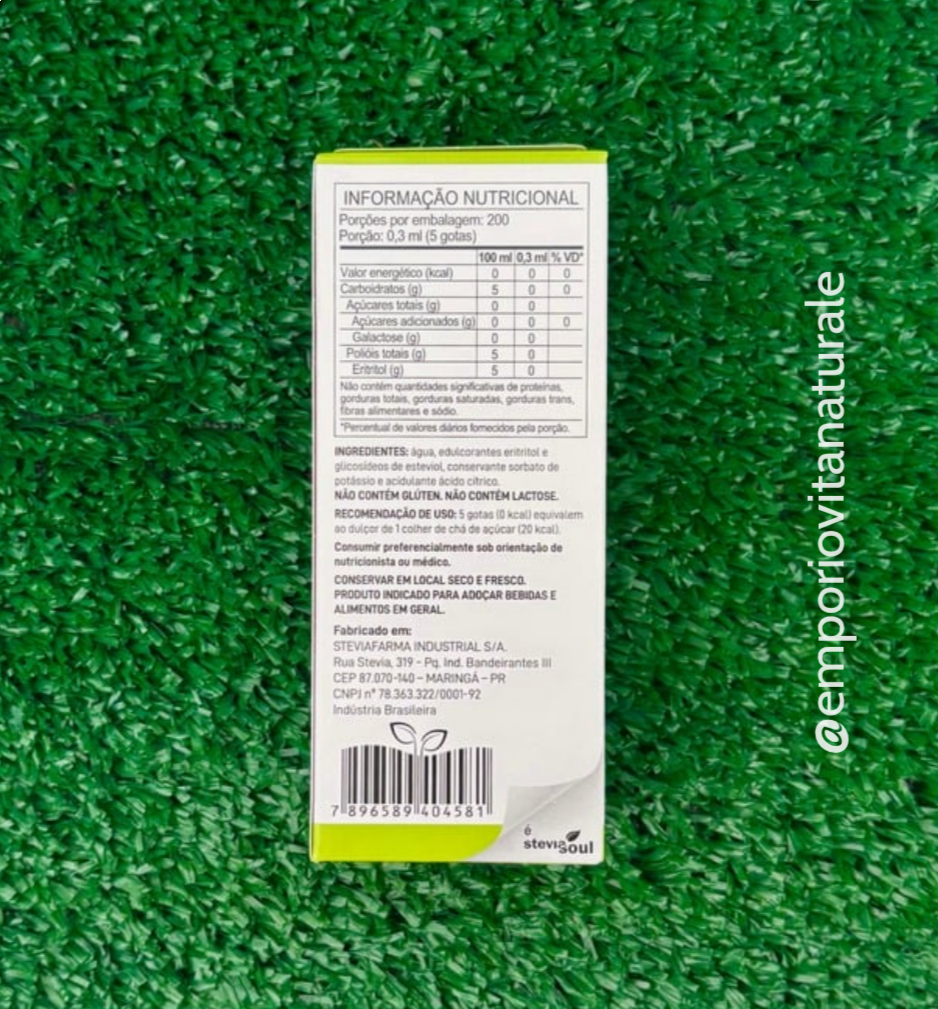 INFORMAÇÃO NUTRICIONAL
Porções por embalagem: 200
Porção: 0,3 ml (5 gotas)
100 ml 0,3 ml % VD*
Valor energético (kcal) 0 0 0
Carboidratos (g) 5 0 0
Açúcares totais (g) 0 0
Açúcares adicionados (g) 0 0 0
Galactose (g) 0 0
Polióis totais (g) 5 0
Eritritol (g) 5 0
Não contém quantidades significativas de proteínas,
gorduras totais, gorduras saturadas, gorduras trans,
fibras alimentares e sódio.
*Percentual de valores diários fornecidos pela porção.
INGREDIENTES: água, edulcorantes eritritol e
glicosídeos de esteviol, conservante sorbato de
potássio e acidulante ácido cítrico.
NÃO CONTÉM GLÚTEN. NÃO CONTÉM LACTOSE.
RECOMENDAÇÃO DE USO: 5 gotas (0 kcal) equivalem
ao dulçor de 1 colher de chá de açúcar (20 kcal).
Consumir preferencialmente sob orientação de
nutricionista ou médico.
CONSERVAR EM LOCAL SECO E FRESCO.
PRODUTO INDICADO PARA ADOÇAR BEBIDAS E
ALIMENTOS EM GERAL.
Fabricado em:
STEVIAFARMA INDUSTRIAL S/A.
Rua Stevia, 319 - Pq. Ind. Bandeirantes III
CEP 87.070-140 – MARINGÁ – PR
CNPJ nº 78.363.322/0001-92
Indústria Brasileira
7 896589 404581
é
stevia
soul
@emporiovitanaturale